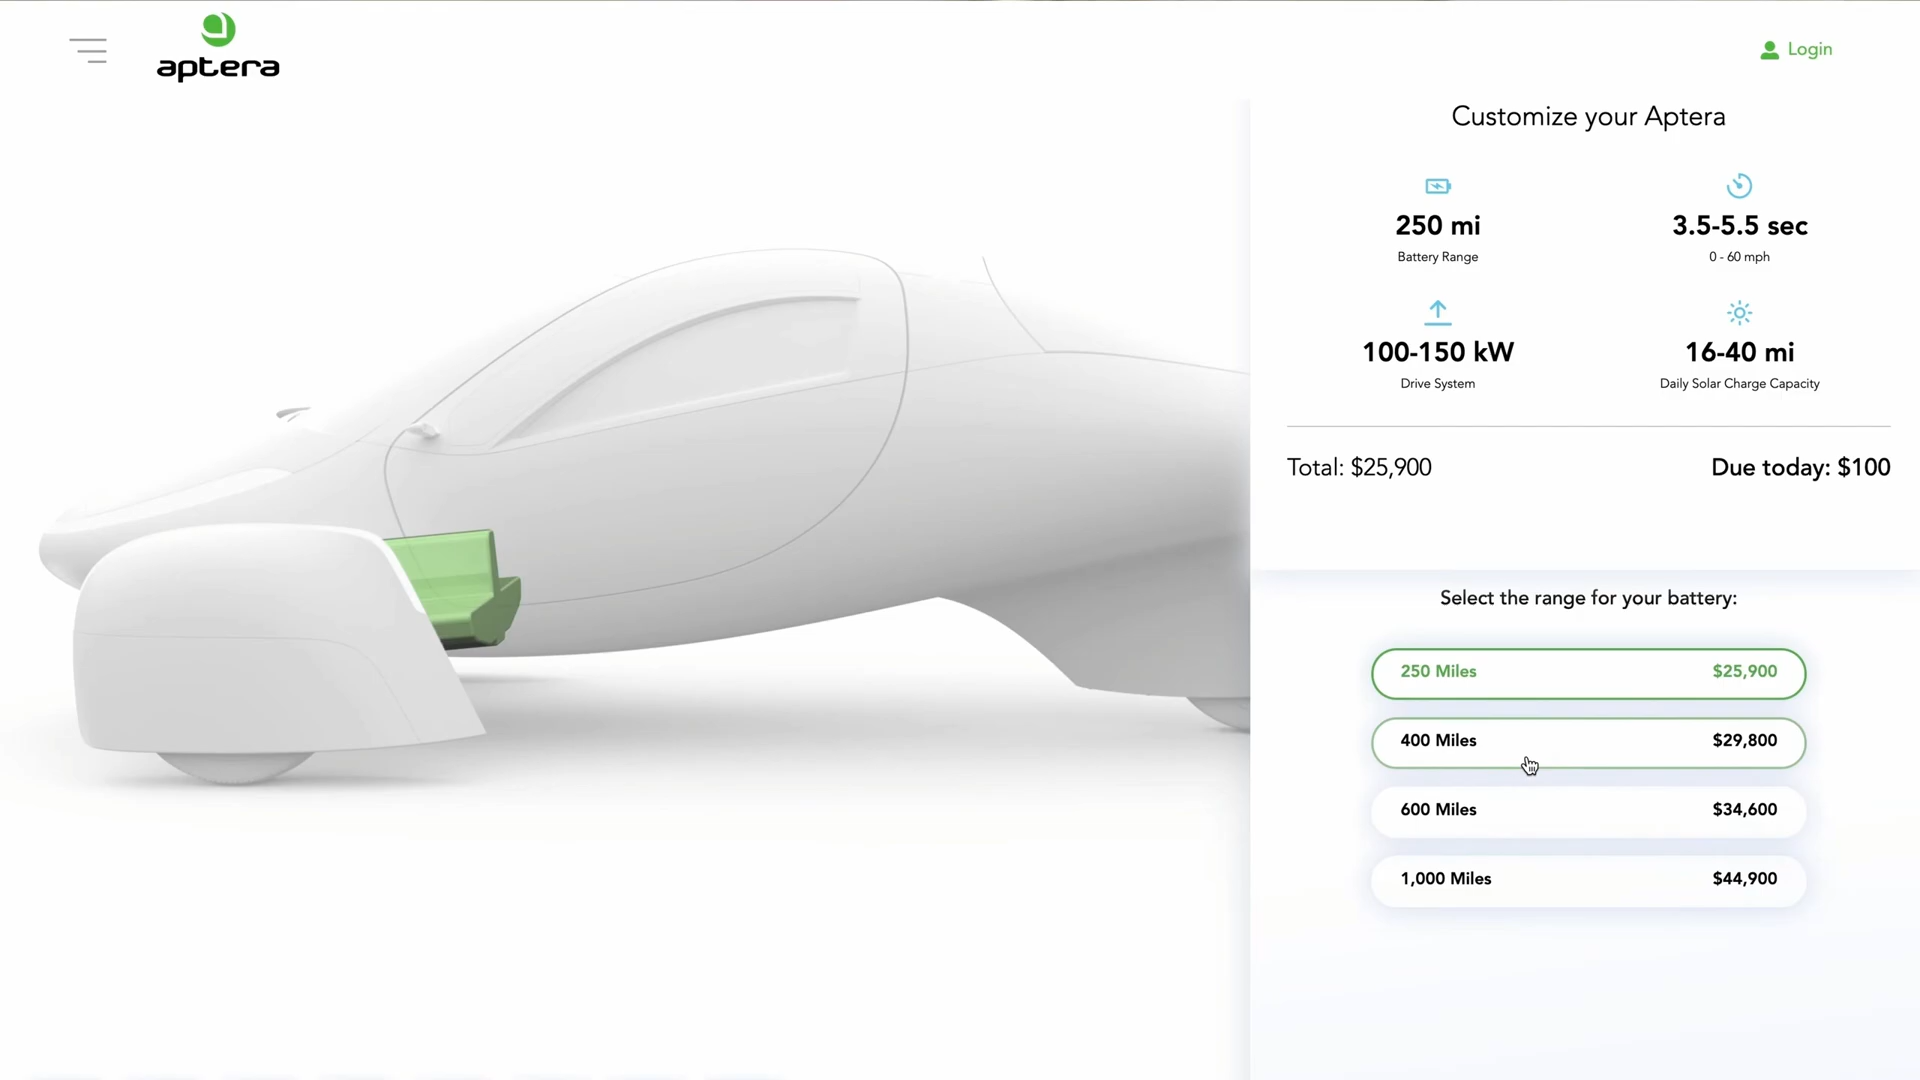 aptera
Login
Customize your Aptera
250 mi
Battery Range
3.5-5.5 sec
0 - 60 mph
100-150 kW
Drive System
16-40 mi
Daily Solar Charge Capacity
Total: $25,900
Due today: $100
Select the range for your battery:
250 Miles $25,900
400 Miles $29,800
600 Miles $34,600
1,000 Miles $44,900